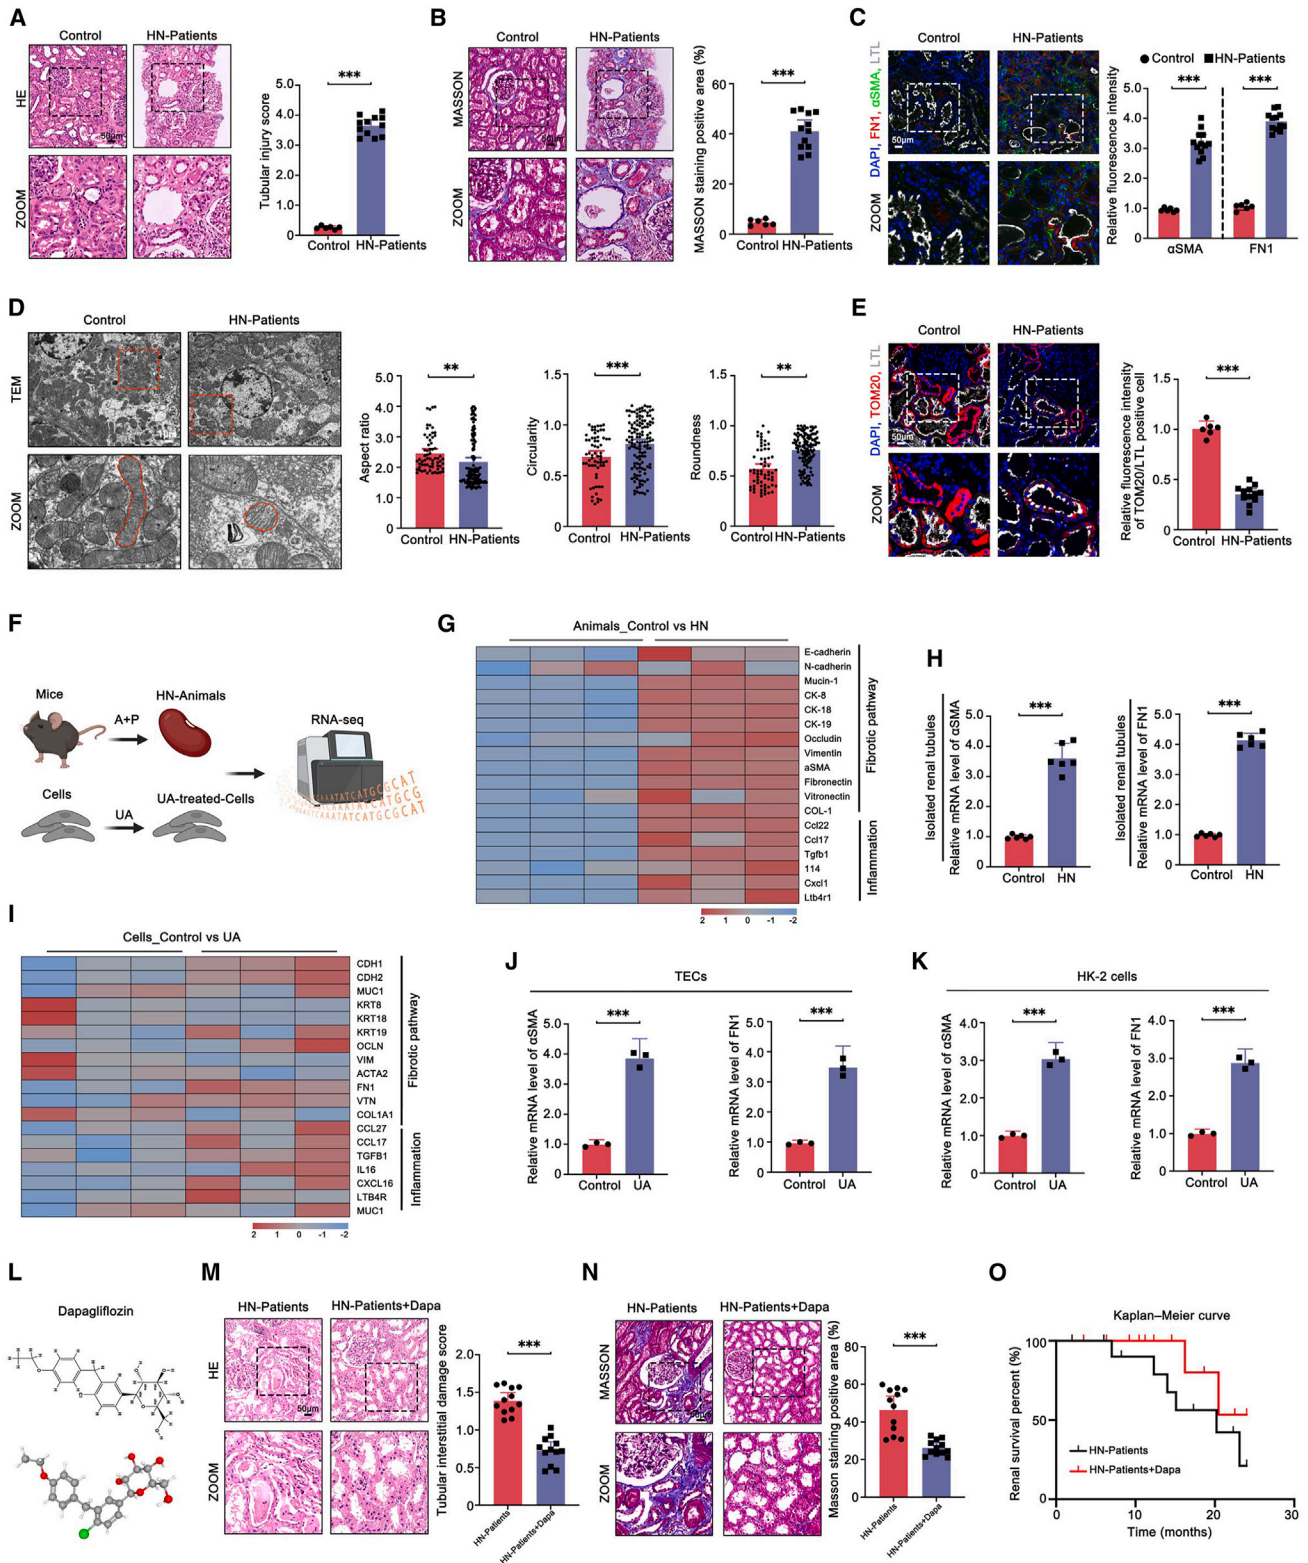 A
Control
HN-Patients
HE
50μm
ZOOM
Tubular injury score
5.0
4.0
3.0
2.0
1.0
0
***
Control
HN-Patients
B
Control
HN-Patients
MASSON
50μm
ZOOM
MASSON staining positive area (%)
60
40
20
0
***
Control
HN-Patients
C
Control
HN-Patients
DAPI, FN1, αSMA, LTL
50μm
ZOOM
Control
HN-Patients
Relative fluorescence intensity
5.0
4.0
3.0
2.0
1.0
0
***
***
αSMA
FN1
D
Control
HN-Patients
TEM
ZOOM
Aspect ratio
5.0
4.0
3.0
2.0
1.0
0
**
Control
HN-Patients
Circularity
1.5
1.0
0.5
0
***
Control
HN-Patients
Roundness
1.5
1.0
0.5
0
**
Control
HN-Patients
E
Control
HN-Patients
DAPI, TOM20, LTL
50μm
ZOOM
Relative fluorescence intensity
of TOM20/LTL positive cell
1.5
1.0
0.5
0
***
Control
HN-Patients
F
Mice
A+P
HN-Animals
RNA-seq
Cells
UA
UA-treated-Cells
G
Animals_Control vs HN
E-cadherin
N-cadherin
Mucin-1
CK-8
CK-18
CK-19
Occludin
Vimentin
aSMA
Fibronectin
Vitronectin
COL-1
Ccl22
Ccl17
Tgfb1
114
Cxcl1
Ltb4r1
Fibrotic pathway
Inflammation
2 1 0 -1 -2
H
Isolated renal tubules
Relative mRNA level of αSMA
5.0
4.0
3.0
2.0
1.0
0
***
Control
HN
Isolated renal tubules
Relative mRNA level of FN1
5.0
4.0
3.0
2.0
1.0
0
***
Control
HN
I
Cells_Control vs UA
CDH1
CDH2
MUC1
KRT8
KRT18
KRT19
OCLN
VIM
ACTA2
FN1
VTN
COL1A1
CCL27
CCL17
TGFB1
IL16
CXCL16
LTB4R
MUC1
Fibrotic pathway
Inflammation
2 1 0 -1 -2
J
TECs
Relative mRNA level of αSMA
5.0
4.0
3.0
2.0
1.0
0
***
Control
UA
Relative mRNA level of FN1
5.0
4.0
3.0
2.0
1.0
0
***
Control
UA
K
HK-2 cells
Relative mRNA level of αSMA
4.0
3.0
2.0
1.0
0
***
Control
UA
Relative mRNA level of FN1
4.0
3.0
2.0
1.0
0
***
Control
UA
L
Dapagliflozin
M
HN-Patients
HN-Patients+Dapa
HE
50μm
ZOOM
Tubular interstitial damage score
2.0
1.5
1.0
0.5
0
***
HN-Patients
HN-Patients+Dapa
N
HN-Patients
HN-Patients+Dapa
MASSON
50μm
ZOOM
Masson staining positive area (%)
80
60
40
20
0
***
HN-Patients
HN-Patients+Dapa
O
Kaplan–Meier curve
Renal survival percent (%)
100
50
0
HN-Patients
HN-Patients+Dapa
0 10 20 30
Time (months)